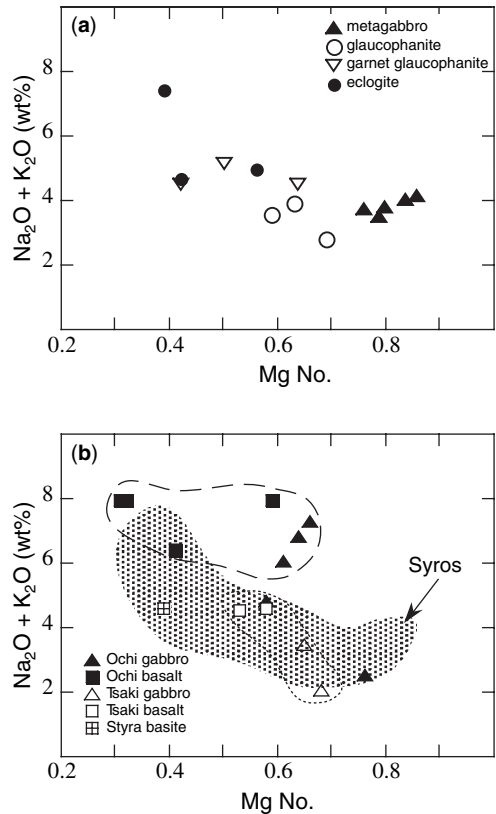 (a)
metagabbro
glaucophanite
garnet glaucophanite
eclogite
8
6
4
2
Na₂O + K₂O (wt%)
0.2 0.4 0.6 0.8
Mg No.
(b)
8
6
4
2
Na₂O + K₂O (wt%)
Syros
Ochi gabbro
Ochi basalt
Tsaki gabbro
Tsaki basalt
Styra basite
0.2 0.4 0.6 0.8
Mg No.